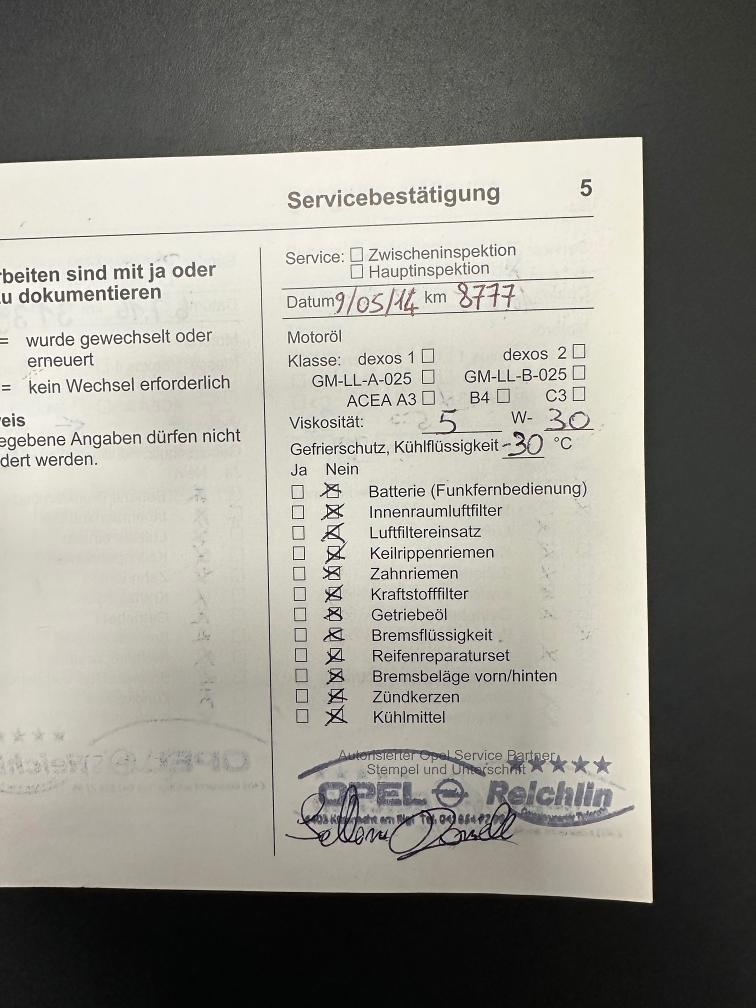 Servicebestätigung 5
rbeiten sind mit ja oder
u dokumentieren
= wurde gewechselt oder
erneuert
= kein Wechsel erforderlich
eis
egebene Angaben dürfen nicht
dert werden.
Service: ☐ Zwischeninspektion
☐ Hauptinspektion
Datum 9/05/14 km 8777
Motoröl
Klasse: dexos 1 ☐ dexos 2 ☐
GM-LL-A-025 ☐ GM-LL-B-025 ☐
ACEA A3 ☐ B4 ☐ C3 ☐
Viskosität: 5 W- 30
Gefrierschutz, Kühlflüssigkeit -30 °C
Ja Nein
☐ ☒ Batterie (Funkfernbedienung)
☐ ☒ Innenraumluftfilter
☐ ☒ Luftfiltereinsatz
☐ ☒ Keilrippenriemen
☐ ☒ Zahnriemen
☐ ☒ Kraftstofffilter
☐ ☒ Getriebeöl
☐ ☒ Bremsflüssigkeit
☐ ☒ Reifenreparaturset
☐ ☒ Bremsbeläge vorn/hinten
☐ ☒ Zündkerzen
☐ ☒ Kühlmittel
Autorisierter Opel Service Partner
Stempel und Unterschrift ★★★★★
OPEL Reichlin
am Rigi Tel.